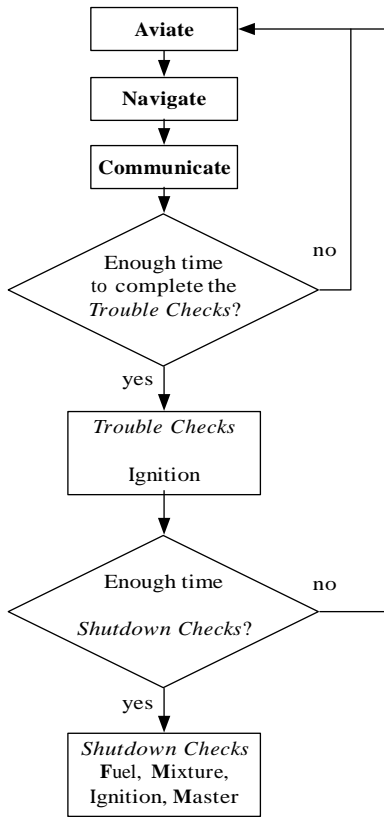 Aviate
Navigate
Communicate
Enough time
to complete the
Trouble Checks?
no
yes
Trouble Checks
Ignition
Enough time
Shutdown Checks?
no
yes
Shutdown Checks
Fuel, Mixture,
Ignition, Master